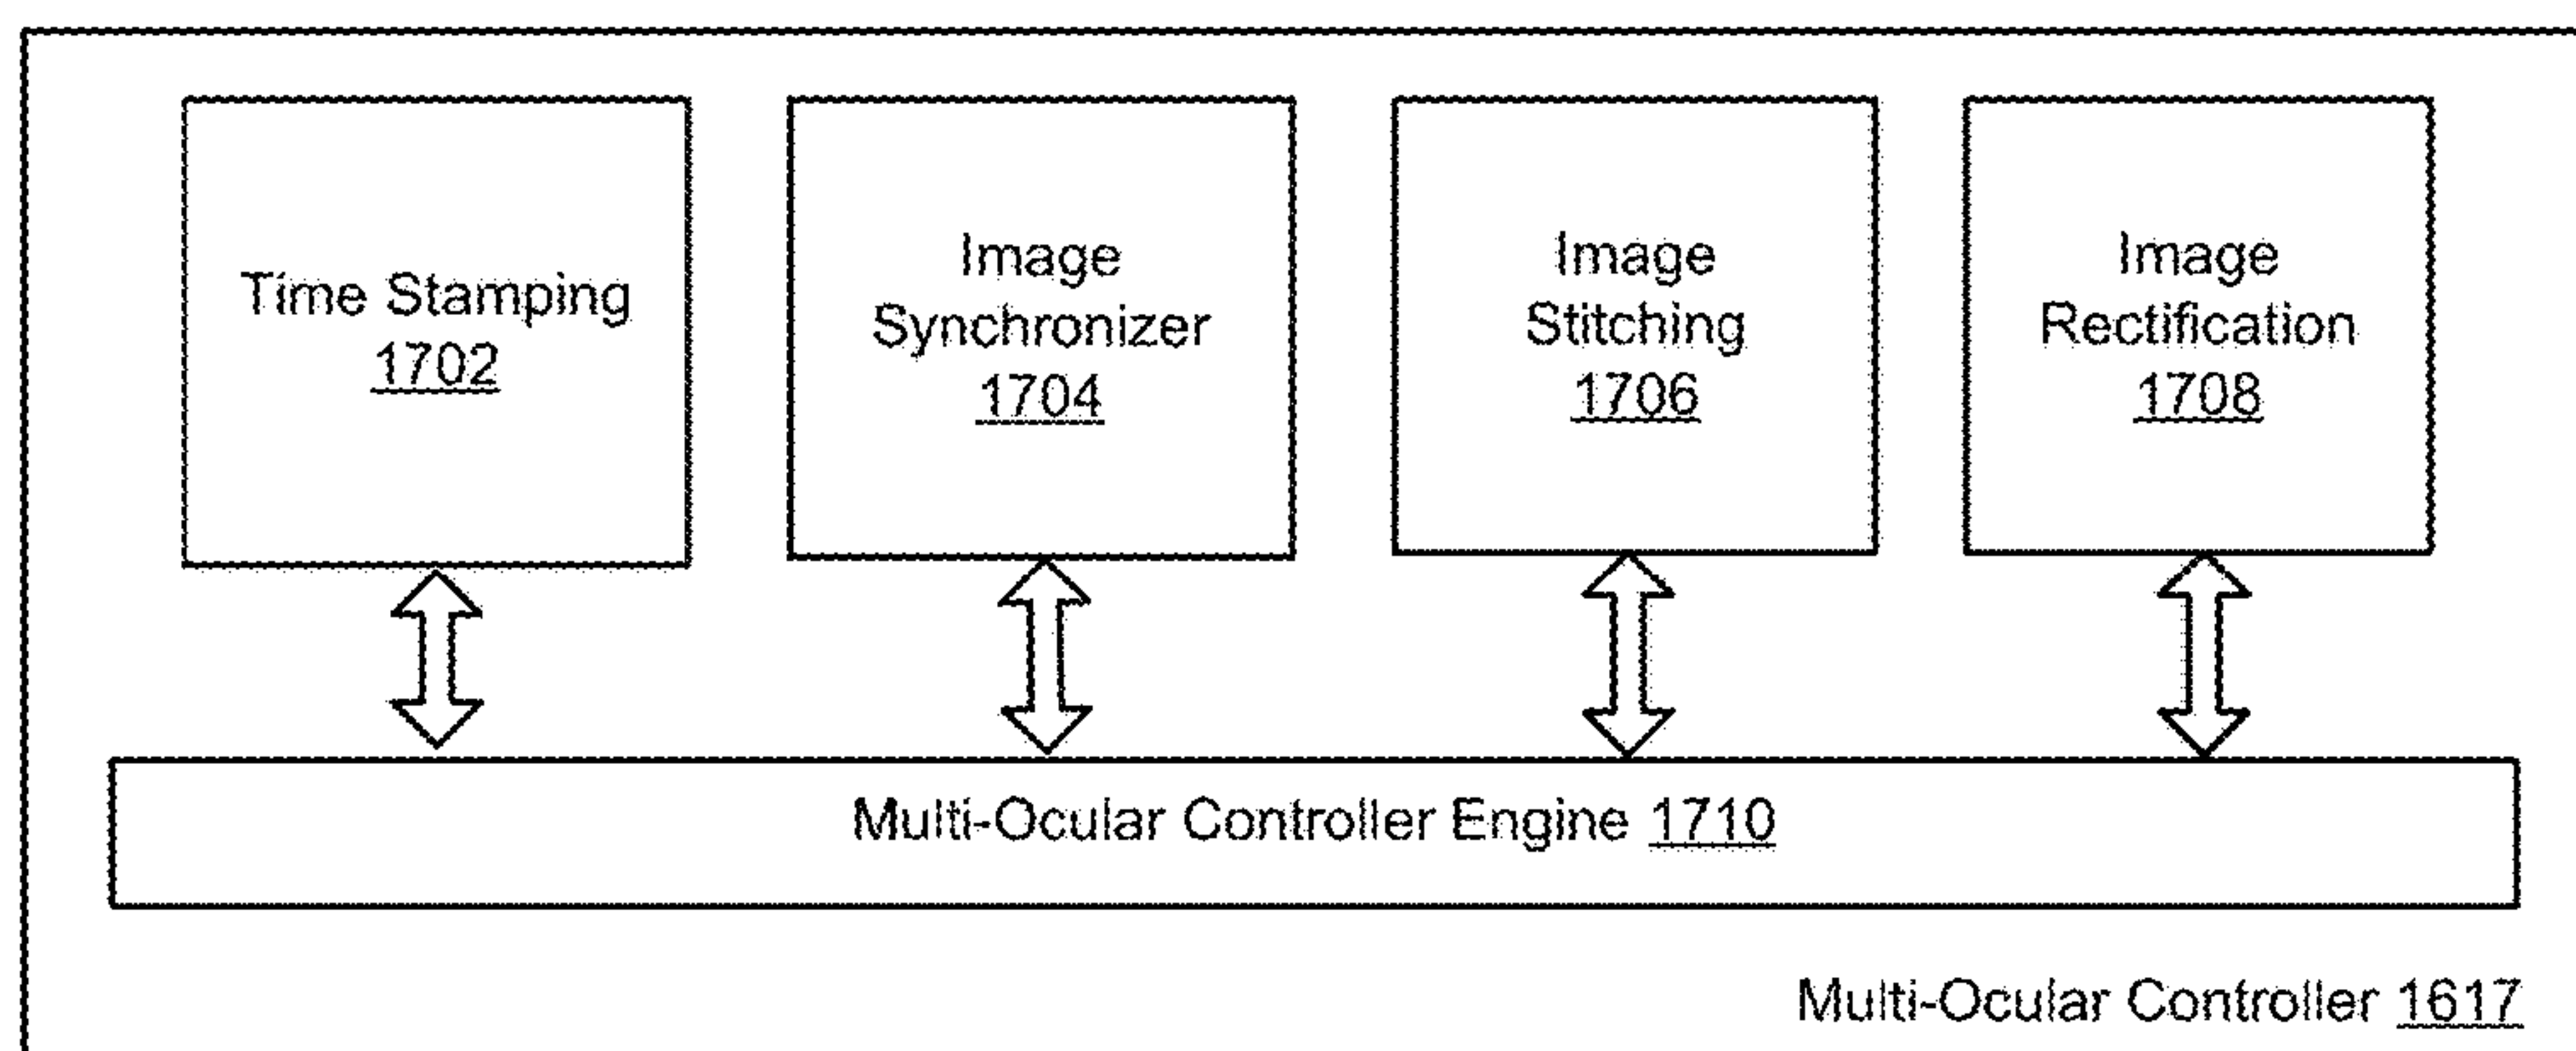 Time Stamping
1702
Image
Synchronizer
1704
Image
Stitching
1706
Image
Rectification
1708
Multi-Ocular Controller Engine 1710
Multi-Ocular Controller 1617